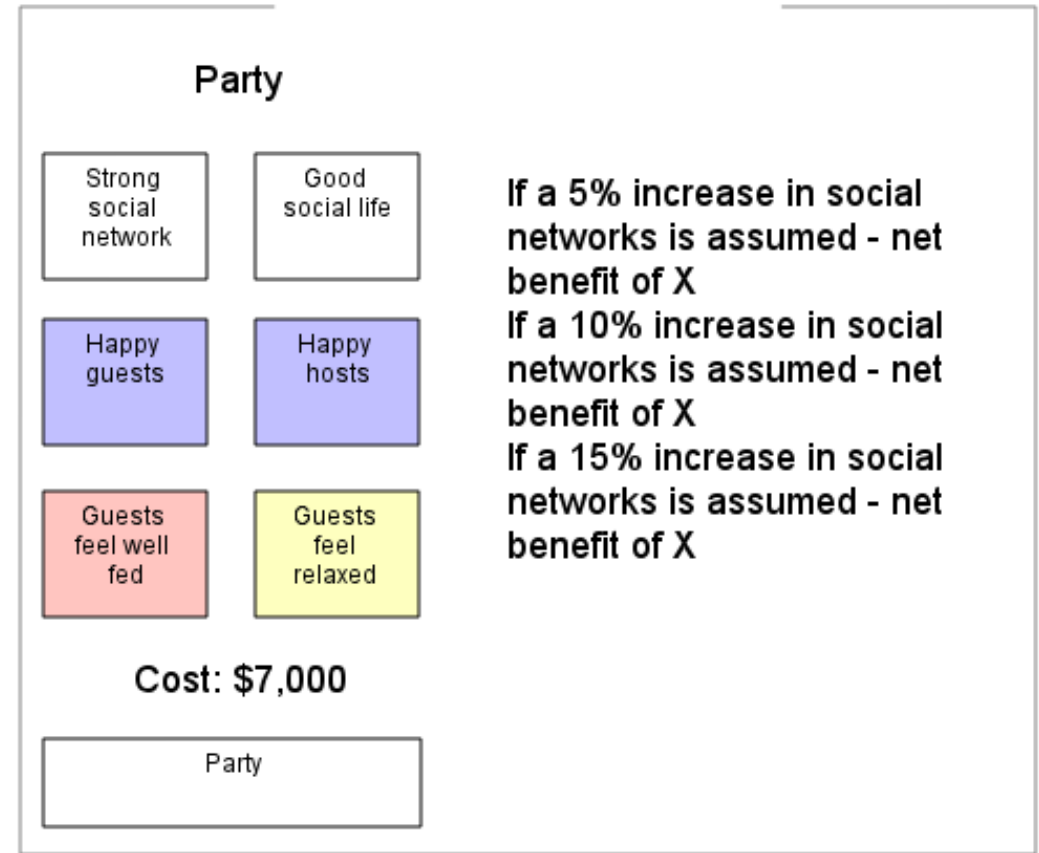 Party
Strong
social
network
Good
social life
If a 5% increase in social
networks is assumed - net
benefit of X
If a 10% increase in social
networks is assumed - net
benefit of X
If a 15% increase in social
networks is assumed - net
benefit of X
Happy
guests
Happy
hosts
Guests
feel well
fed
Guests
feel
relaxed
Cost: $7,000
Party